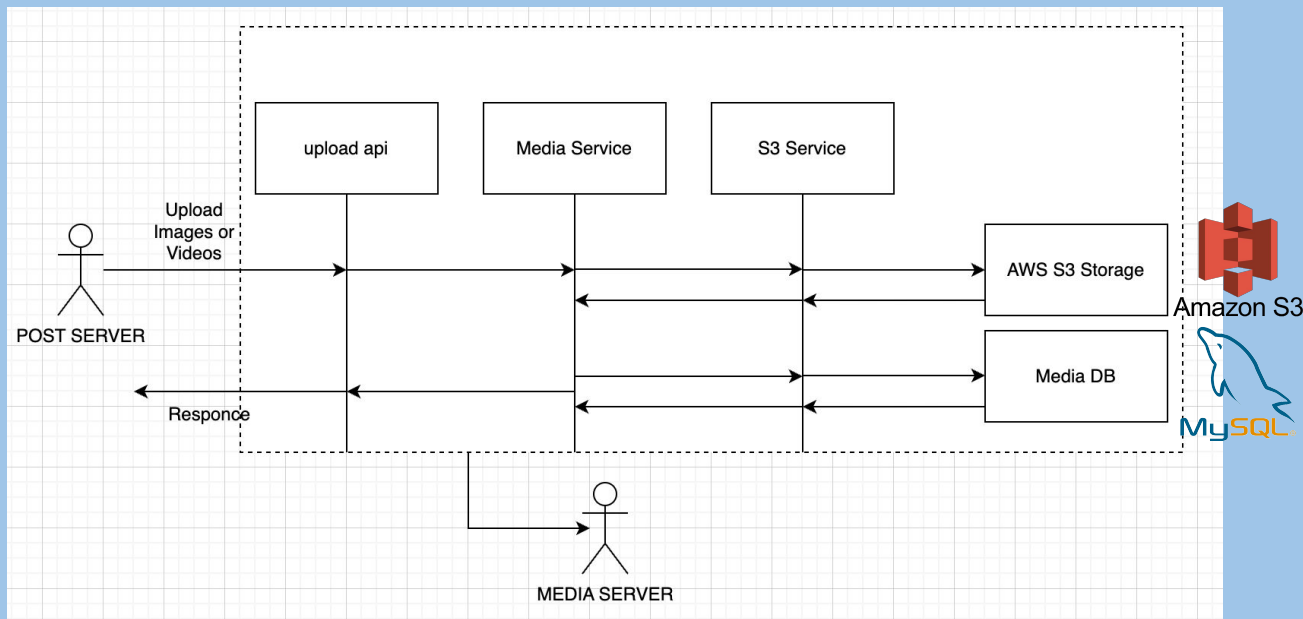 upload api
Media Service
S3 Service
Upload
Images or
Videos
AWS S3 Storage
Amazon S3
POST SERVER
Media DB
Responce
MySQL
MEDIA SERVER